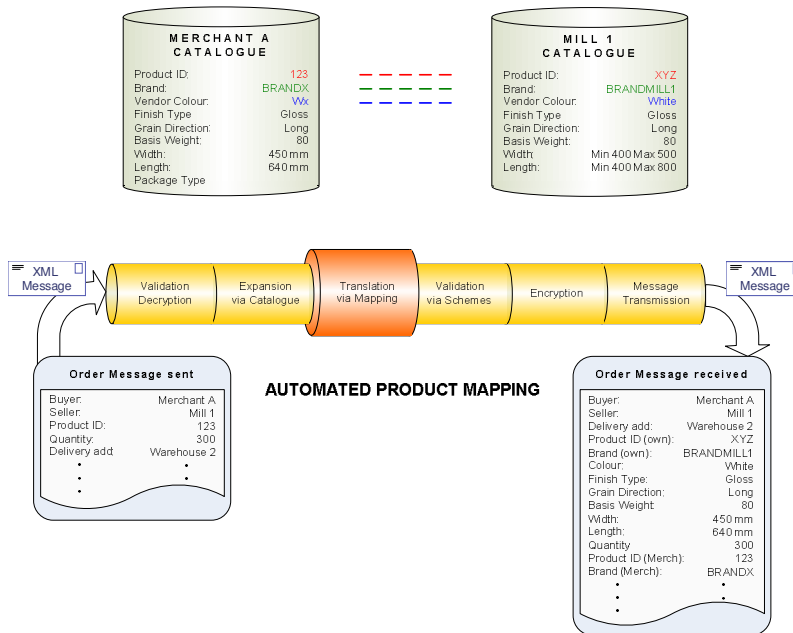 MERCHANT A
CATALOGUE
Product ID: 123
Brand: BRANDX
Vendor Colour: Wx
Finish Type Gloss
Grain Direction: Long
Basis Weight: 80
Width: 450 mm
Length: 640 mm
Package Type
MILL 1
CATALOGUE
Product ID: XYZ
Brand: BRANDMILL1
Vendor Colour: White
Finish Type Gloss
Grain Direction: Long
Basis Weight: 80
Width: Min 400 Max 500
Length: Min 400 Max 800
XML
Message
Validation
Decryption
Expansion
via Catalogue
Translation
via Mapping
Validation
via Schemes
Encryption
Message
Transmission
XML
Message
Order Message sent
Buyer: Merchant A
Seller: Mill 1
Product ID: 123
Quantity: 300
Delivery add: Warehouse 2
AUTOMATED PRODUCT MAPPING
Order Message received
Buyer: Merchant A
Seller: Mill 1
Delivery add: Warehouse 2
Product ID (own): XYZ
Brand (own): BRANDMILL1
Colour: White
Finish Type: Gloss
Grain Direction: Long
Basis Weight 80
Width: 450 mm
Length: 640 mm
Quantity 300
Product ID (Merch): 123
Brand (Merch): BRANDX